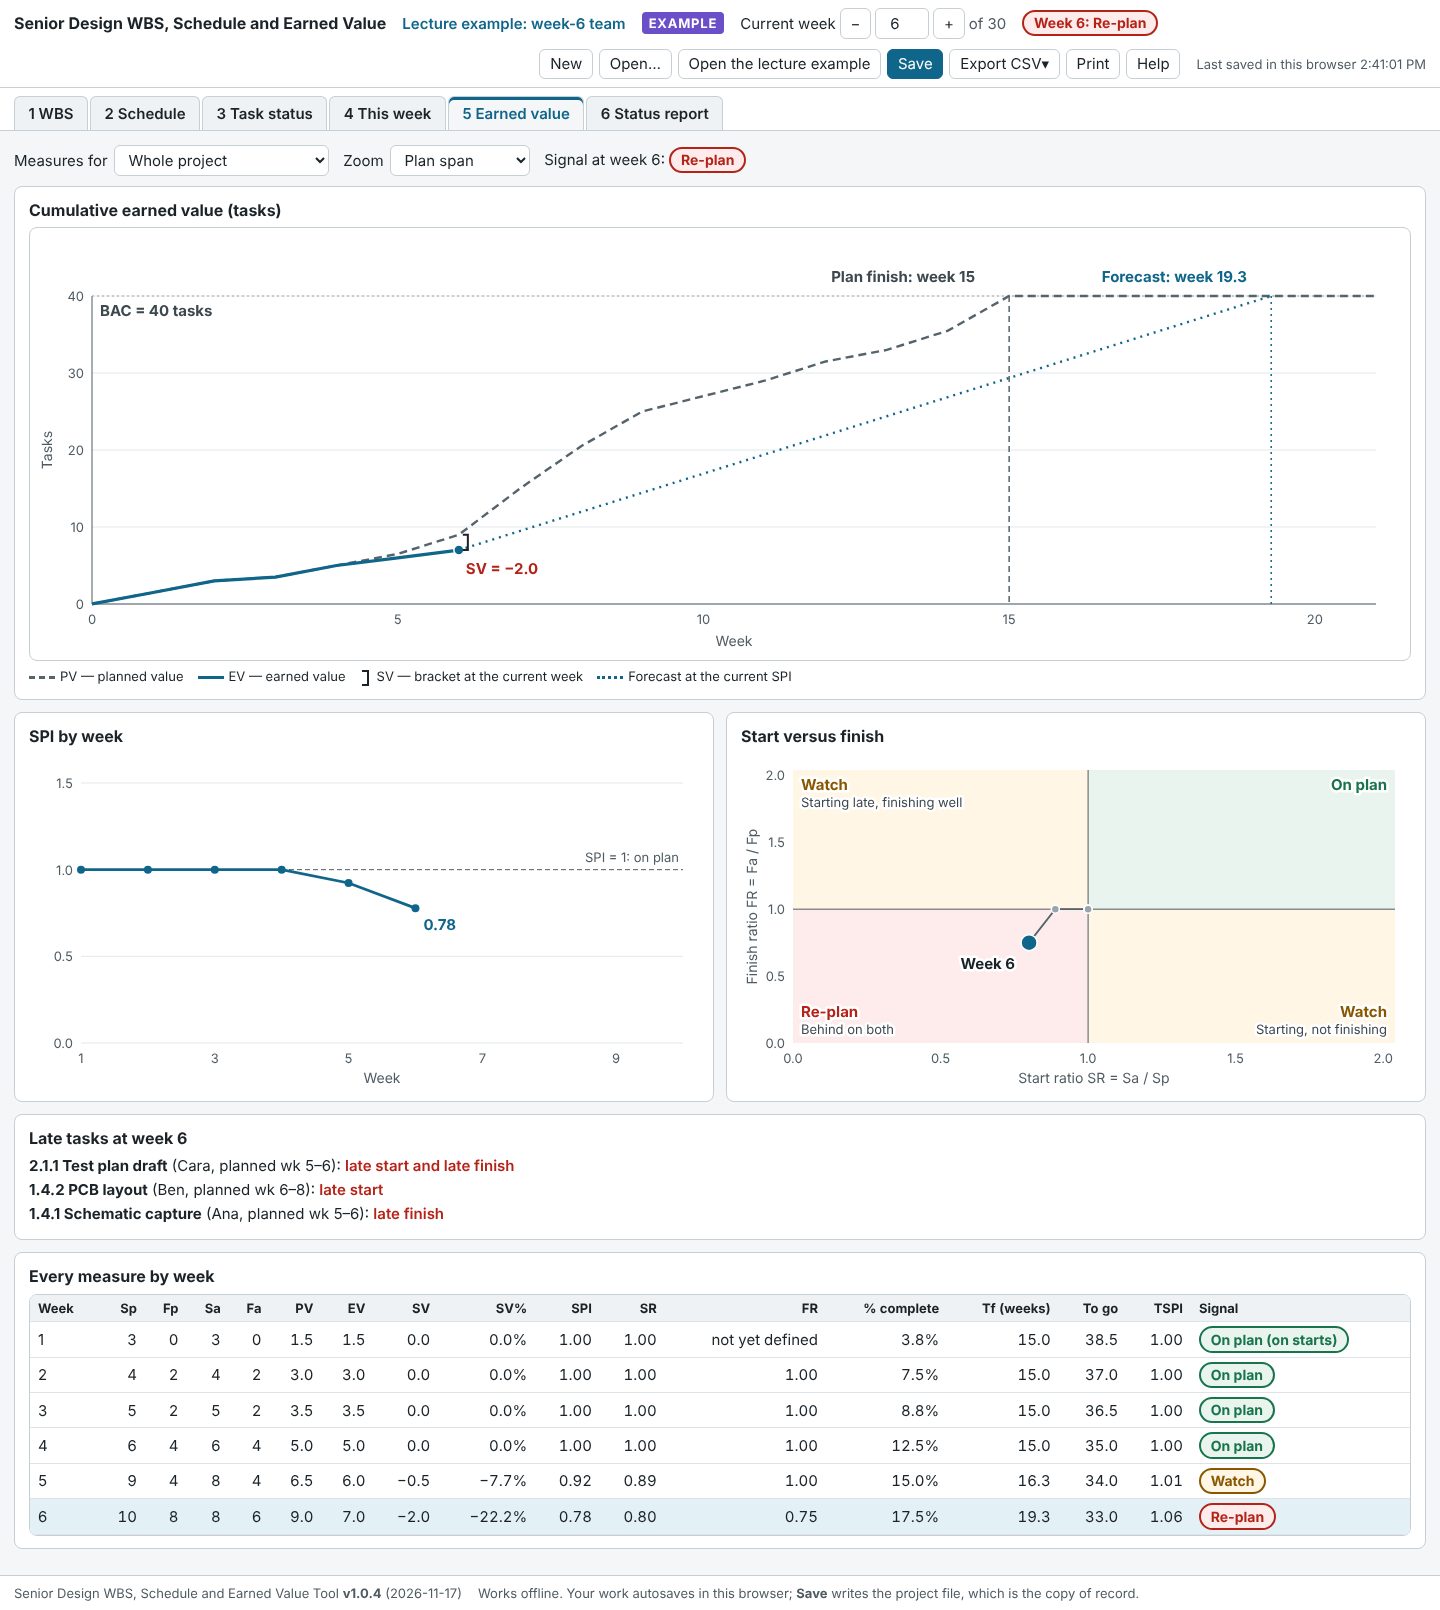 Senior Design WBS, Schedule and Earned Value Lecture example: week-6 team EXAMPLE Current week − 6 + of 30 Week 6: Re-plan
New Open... Open the lecture example Save Export CSV▾ Print Help Last saved in this browser 2:41:01 PM
1 WBS 2 Schedule 3 Task status 4 This week 5 Earned value 6 Status report
Measures for Whole project Zoom Plan span Signal at week 6: Re-plan
Cumulative earned value (tasks)
Plan finish: week 15 Forecast: week 19.3
40
BAC = 40 tasks
30
20
10
0
Tasks
SV = −2.0
0 5 10 15 20
Week
PV — planned value EV — earned value SV — bracket at the current week Forecast at the current SPI
SPI by week
1.5
1.0
0.5
0.0
SPI = 1: on plan
0.78
1 3 5 7 9
Week
Start versus finish
2.0
1.5
1.0
0.5
0.0
Finish ratio FR = Fa / Fp
Watch
Starting late, finishing well
On plan
Week 6
Re-plan
Behind on both
Watch
Starting, not finishing
0.0 0.5 1.0 1.5 2.0
Start ratio SR = Sa / Sp
Late tasks at week 6
2.1.1 Test plan draft (Cara, planned wk 5–6): late start and late finish
1.4.2 PCB layout (Ben, planned wk 6–8): late start
1.4.1 Schematic capture (Ana, planned wk 5–6): late finish
Every measure by week
Week Sp Fp Sa Fa PV EV SV SV% SPI SR FR % complete Tf (weeks) To go TSPI Signal
1 3 0 3 0 1.5 1.5 0.0 0.0% 1.00 1.00 not yet defined 3.8% 15.0 38.5 1.00 On plan (on starts)
2 4 2 4 2 3.0 3.0 0.0 0.0% 1.00 1.00 1.00 7.5% 15.0 37.0 1.00 On plan
3 5 2 5 2 3.5 3.5 0.0 0.0% 1.00 1.00 1.00 8.8% 15.0 36.5 1.00 On plan
4 6 4 6 4 5.0 5.0 0.0 0.0% 1.00 1.00 1.00 12.5% 15.0 35.0 1.00 On plan
5 9 4 8 4 6.5 6.0 −0.5 −7.7% 0.92 0.89 1.00 15.0% 16.3 34.0 1.01 Watch
6 10 8 8 6 9.0 7.0 −2.0 −22.2% 0.78 0.80 0.75 17.5% 19.3 33.0 1.06 Re-plan
Senior Design WBS, Schedule and Earned Value Tool v1.0.4 (2026-11-17) Works offline. Your work autosaves in this browser; Save writes the project file, which is the copy of record.